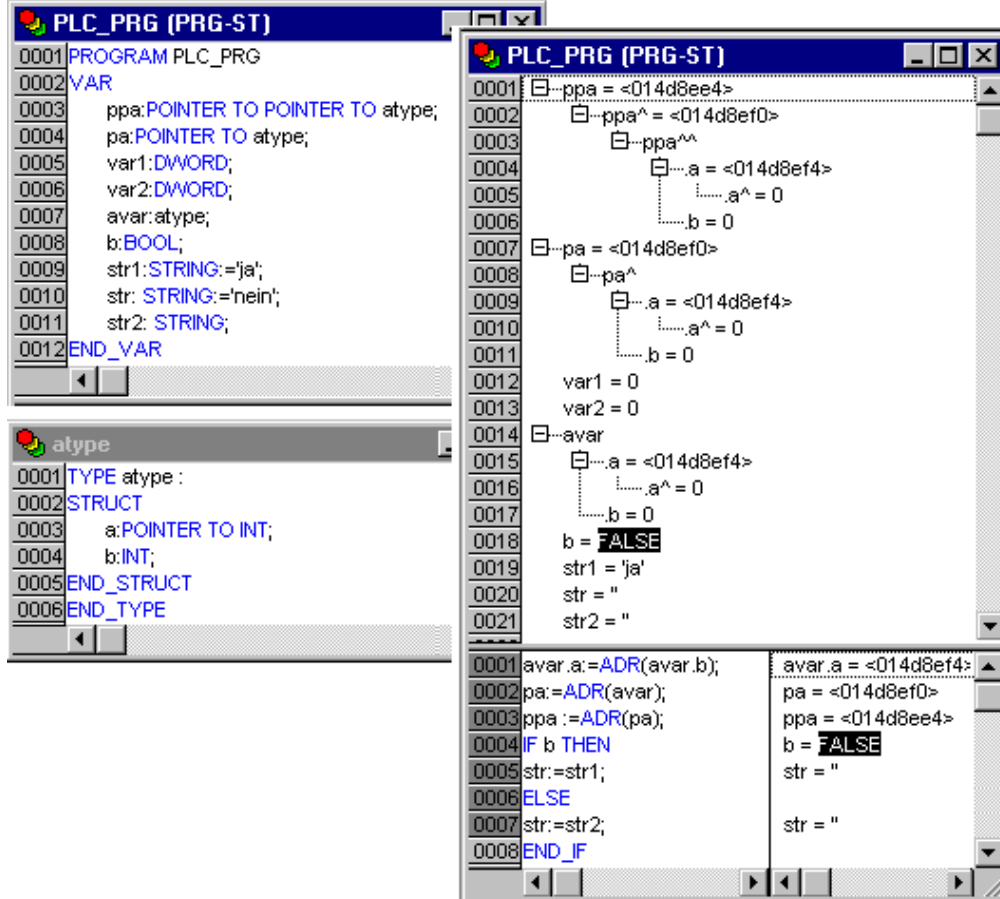 PLC_PRG (PRG-ST)
0001 PROGRAM PLC_PRG
0002 VAR
0003 ppa:POINTER TO POINTER TO atype;
0004 pa:POINTER TO atype;
0005 var1:DWORD;
0006 var2:DWORD;
0007 avar:atype;
0008 b:BOOL;
0009 str1:STRING:='ja';
0010 str: STRING:='nein';
0011 str2: STRING;
0012 END_VAR
atype
0001 TYPE atype :
0002 STRUCT
0003 a:POINTER TO INT;
0004 b:INT;
0005 END_STRUCT
0006 END_TYPE
PLC_PRG (PRG-ST)
0001 ppa = <014d8ee4>
0002 ppa^ = <014d8ef0>
0003 ppa^^
0004 .a = <014d8ef4>
0005 .a^ = 0
0006 .b = 0
0007 pa = <014d8ef0>
0008 pa^
0009 .a = <014d8ef4>
0010 .a^ = 0
0011 .b = 0
0012 var1 = 0
0013 var2 = 0
0014 avar
0015 .a = <014d8ef4>
0016 .a^ = 0
0017 .b = 0
0018 b = FALSE
0019 str1 = 'ja'
0020 str = ''
0021 str2 = ''
0001 avar.a:=ADR(avar.b); avar.a = <014d8ef4>
0002 pa:=ADR(avar); pa = <014d8ef0>
0003 ppa :=ADR(pa); ppa = <014d8ee4>
0004 IF b THEN b = FALSE
0005 str:=str1; str = ''
0006 ELSE
0007 str:=str2; str = ''
0008 END_IF